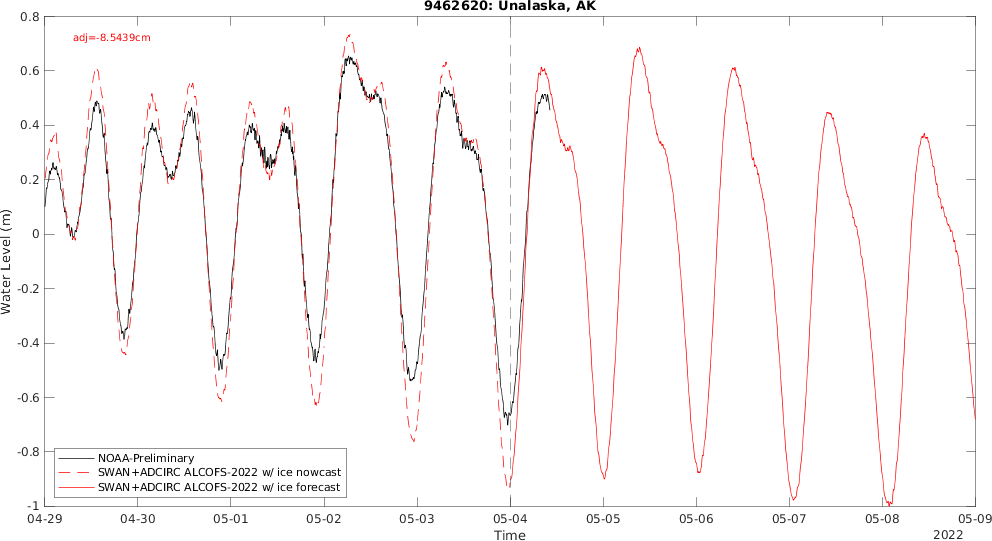 9462620: Unalaska, AK
adj=-8.5439cm
0.8
0.6
0.4
0.2
0
-0.2
-0.4
-0.6
-0.8
-1
Water Level (m)
NOAA-Preliminary
SWAN+ADCIRC ALCOFS-2022 w/ ice nowcast
SWAN+ADCIRC ALCOFS-2022 w/ ice forecast
04-29 04-30 05-01 05-02 05-03 05-04 05-05 05-06 05-07 05-08 05-09
Time
2022